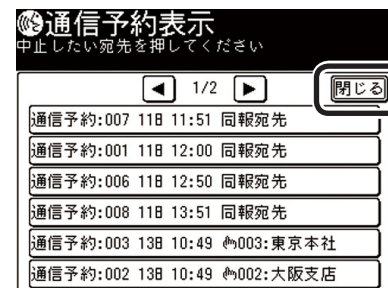 通信予約表示
中止したい宛先を押してください
◀ 1/2 ▶ 閉じる
通信予約:007 11日 11:51 同報宛先
通信予約:001 11日 12:00 同報宛先
通信予約:006 11日 12:50 同報宛先
通信予約:008 11日 13:51 同報宛先
通信予約:003 13日 10:49 003:東京本社
通信予約:002 13日 10:49 002:大阪支店